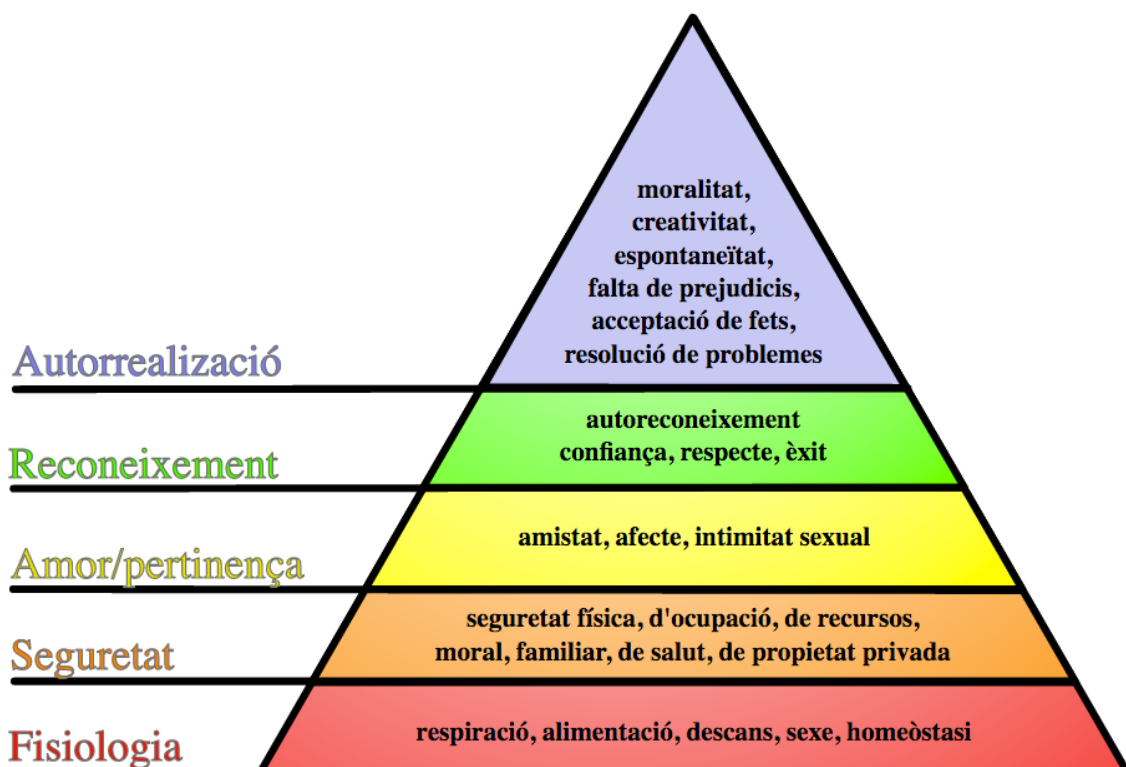 moralitat,
creativitat,
espontaneïtat,
falta de prejudicis,
acceptació de fets,
resolució de problemes
Autorrealizació
autoreconeixement
confiança, respecte, èxit
Reconeixement
amistat, afecte, intimitat sexual
Amor/pertinença
seguretat física, d'ocupació, de recursos,
moral, familiar, de salut, de propietat privada
Seguretat
respiració, alimentació, descans, sexe, homeòstasi
Fisiologia